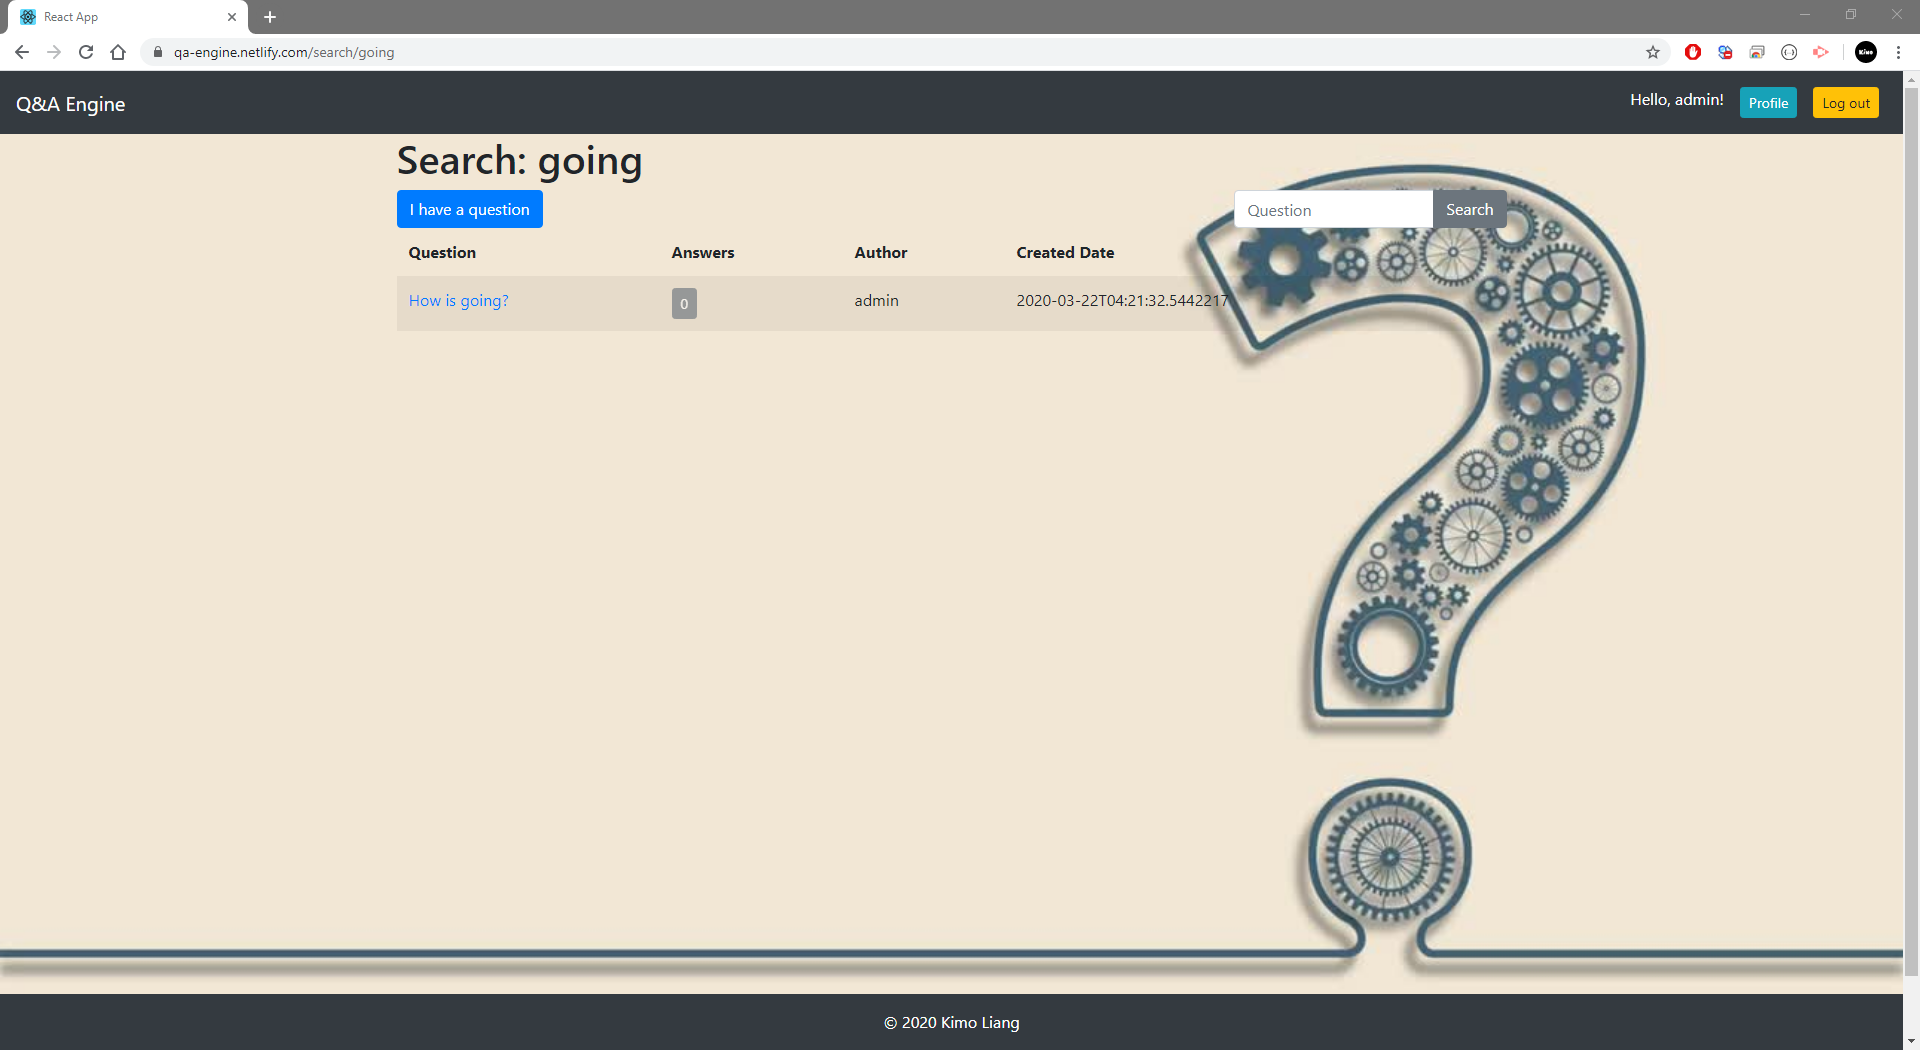 React App
qa-engine.netlify.com/search/going
Q&A Engine
Hello, admin!
Profile
Log out
Search: going
I have a question
Question
Search
Question Answers Author Created Date
How is going? 0 admin 2020-03-22T04:21:32.5442217
© 2020 Kimo Liang